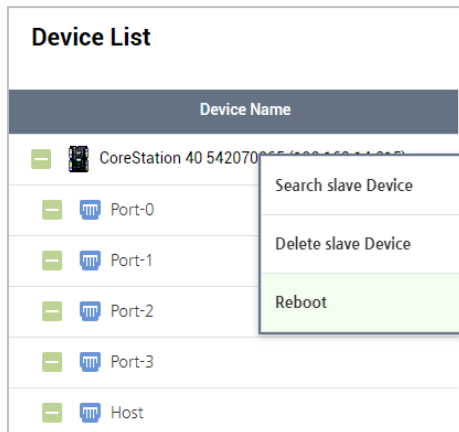 Device List
Device Name
CoreStation 40
Search slave Device
Port-0
Delete slave Device
Port-1
Reboot
Port-2
Port-3
Host